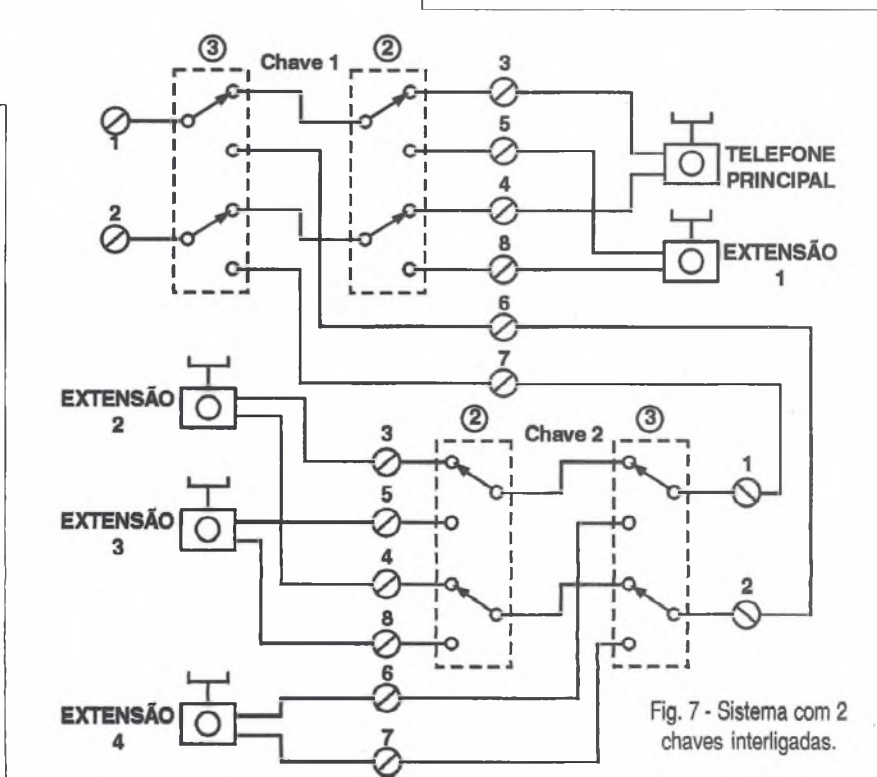 ③ Chave 1 ②
3
1
5
TELEFONE
PRINCIPAL
2
4
8
EXTENSÃO
1
6
7
EXTENSÃO
2
② Chave 2 ③
3
1
5
EXTENSÃO
3
4
2
8
6
EXTENSÃO
4
7
Fig. 7 - Sistema com 2
chaves interligadas.